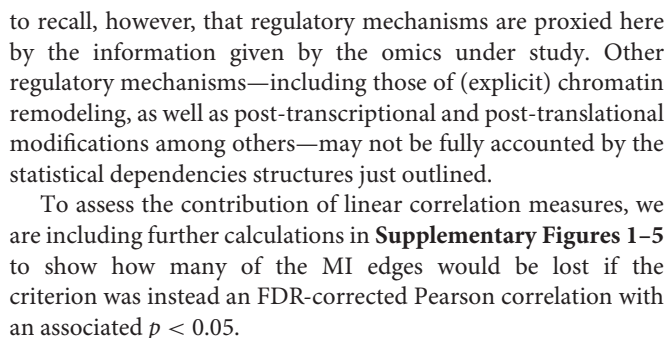 to recall, however, that regulatory mechanisms are proxied here
by the information given by the omics under study. Other
regulatory mechanisms—including those of (explicit) chromatin
remodeling, as well as post-transcriptional and post-translational
modifications among others—may not be fully accounted by the
statistical dependencies structures just outlined.
To assess the contribution of linear correlation measures, we
are including further calculations in Supplementary Figures 1–5
to show how many of the MI edges would be lost if the
criterion was instead an FDR-corrected Pearson correlation with
an associated p < 0.05.